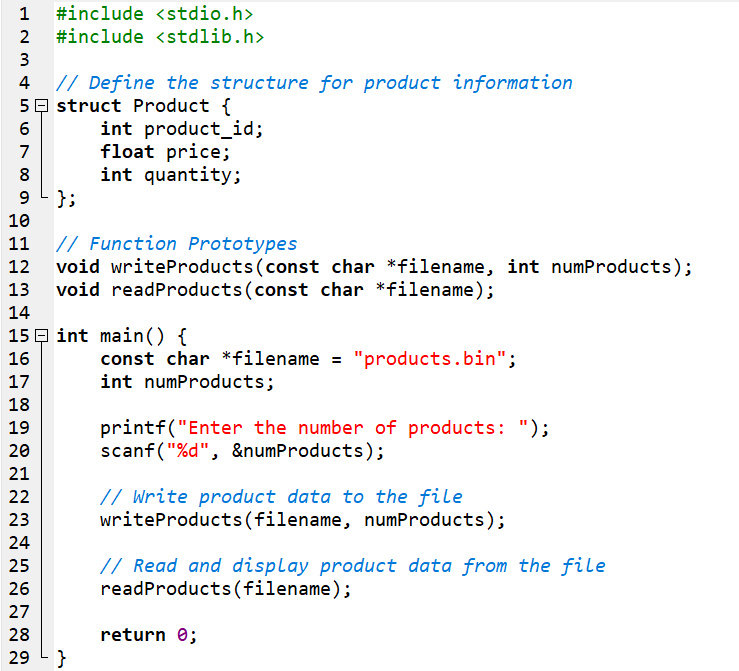 1 #include <stdio.h>
2 #include <stdlib.h>
3
4 // Define the structure for product information
5 struct Product {
6     int product_id;
7     float price;
8     int quantity;
9 };
10
11 // Function Prototypes
12 void writeProducts(const char *filename, int numProducts);
13 void readProducts(const char *filename);
14
15 int main() {
16     const char *filename = "products.bin";
17     int numProducts;
18
19     printf("Enter the number of products: ");
20     scanf("%d", &numProducts);
21
22     // Write product data to the file
23     writeProducts(filename, numProducts);
24
25     // Read and display product data from the file
26     readProducts(filename);
27
28     return 0;
29 }